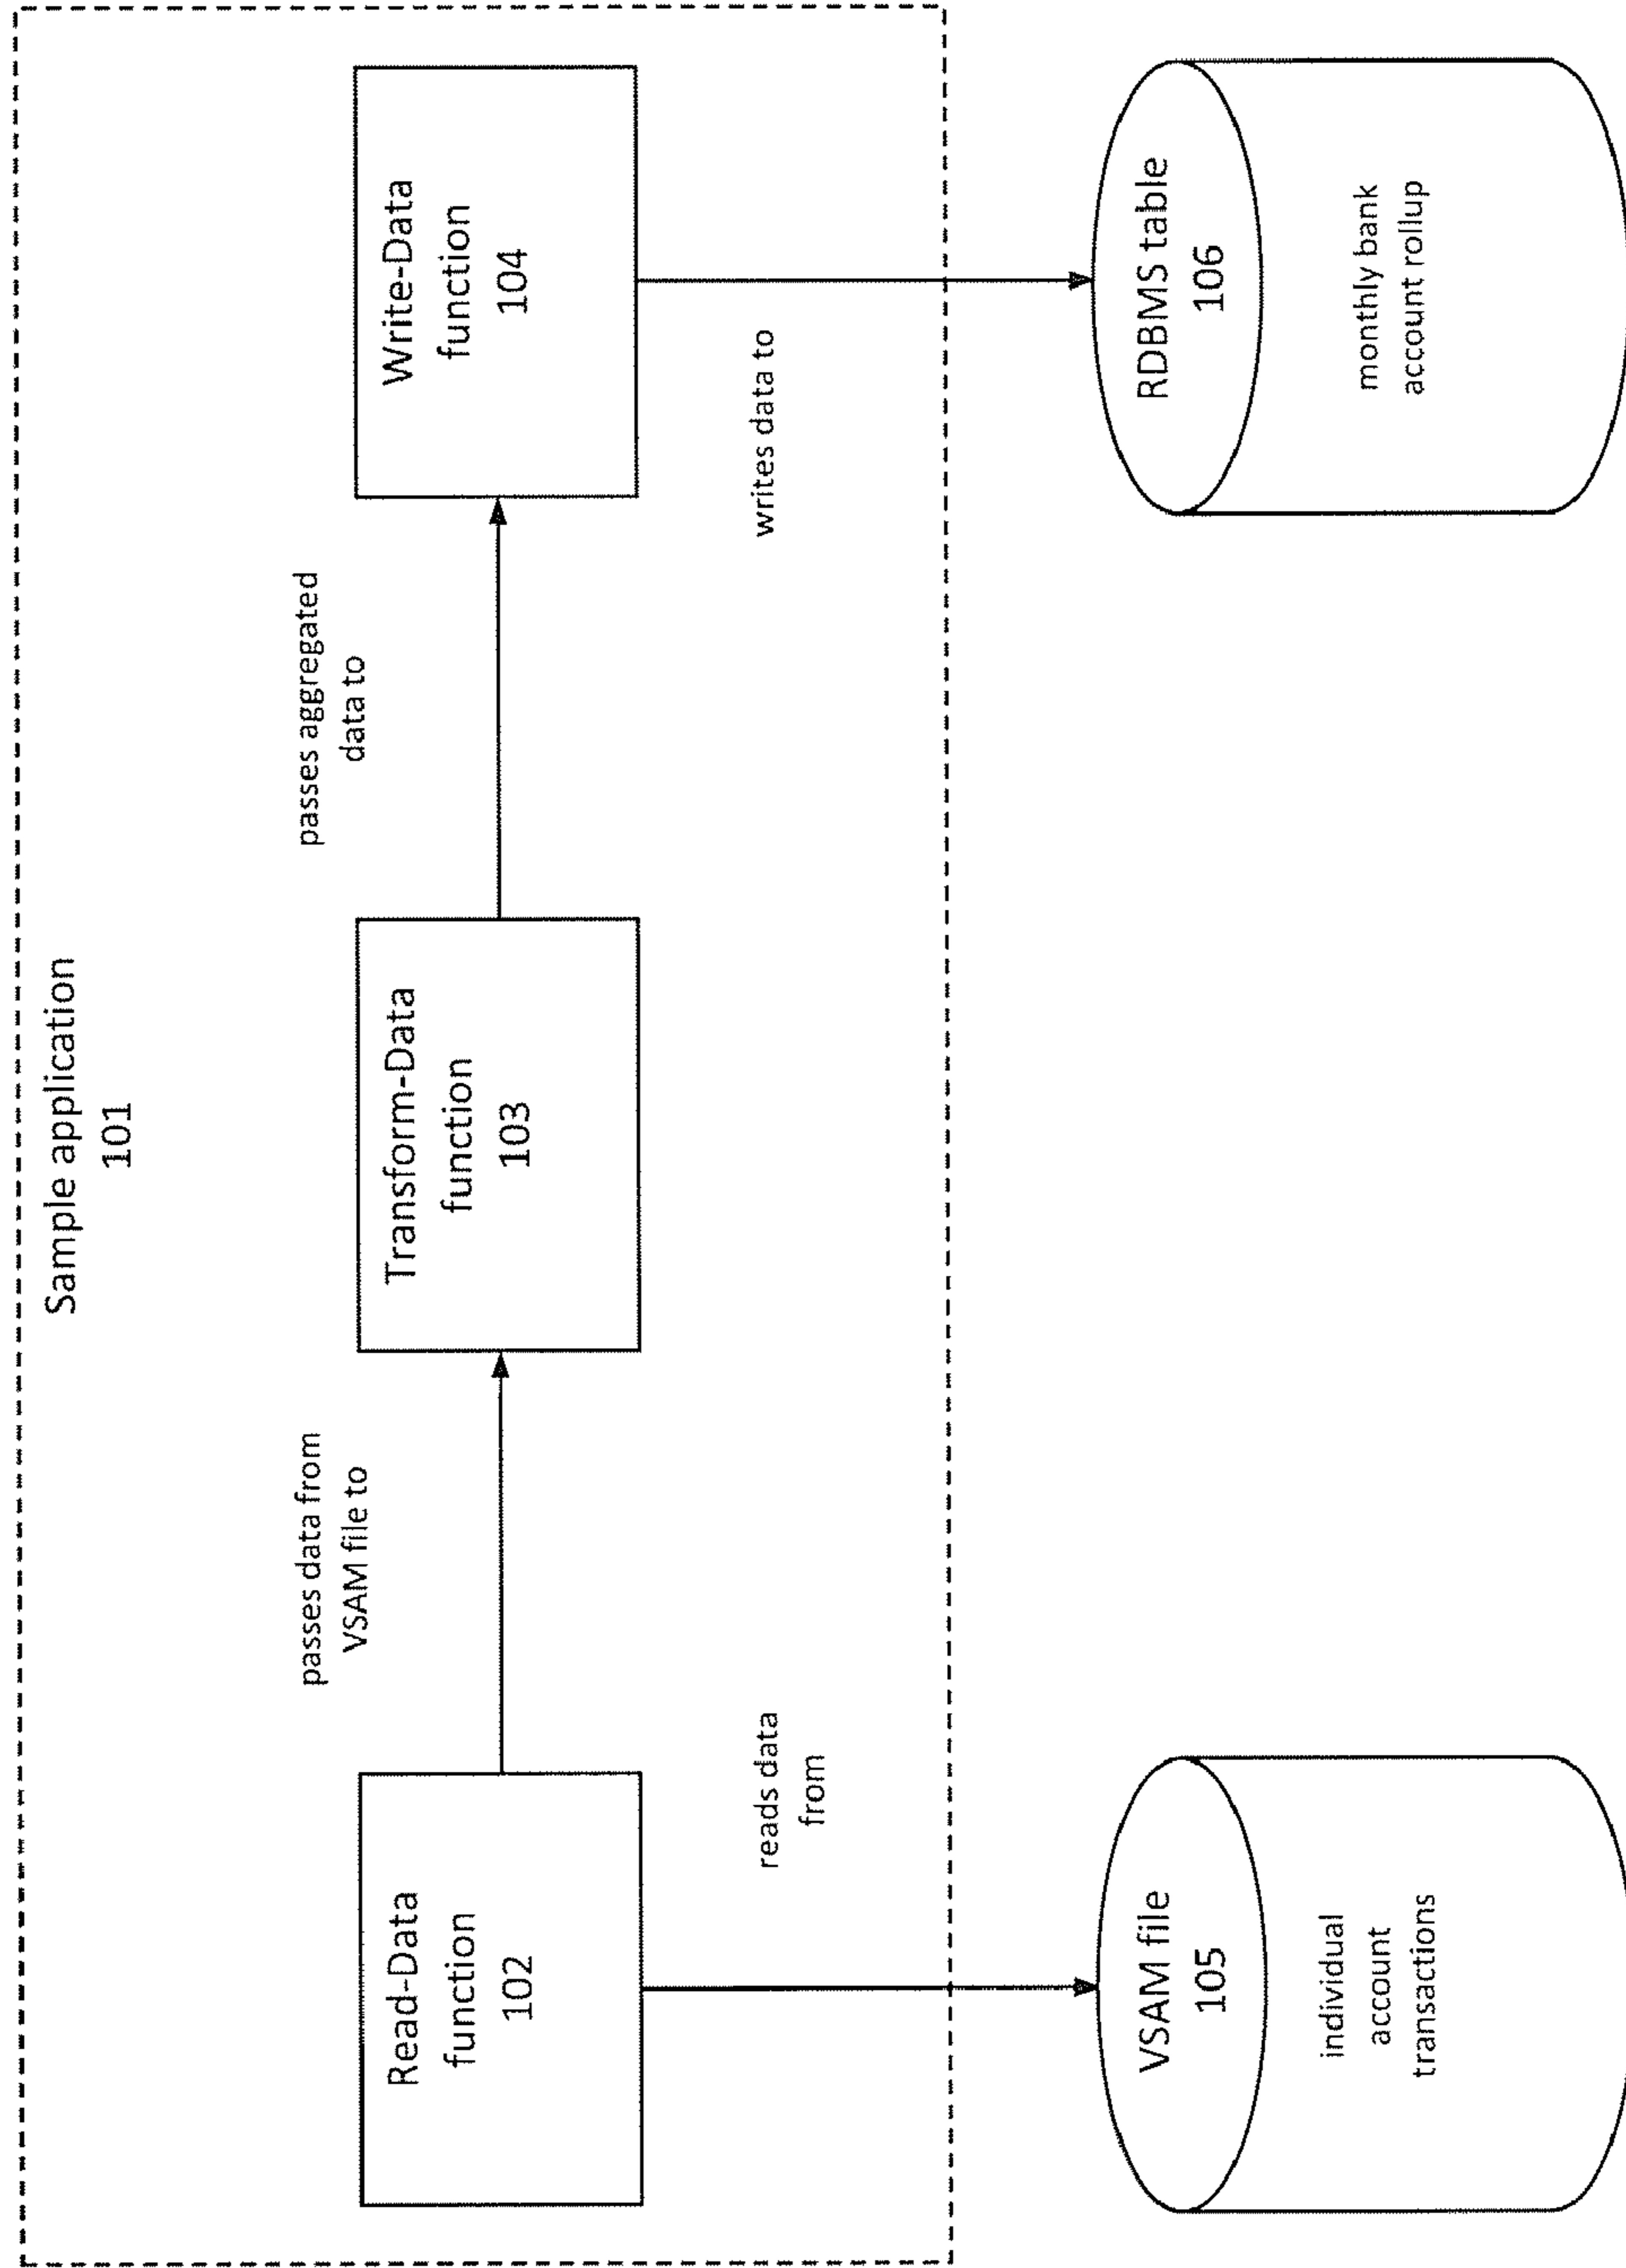 Sample application
101
passes data from
VSAM file to
passes aggregated
data to
Read-Data
function
102
Transform-Data
function
103
Write-Data
function
104
reads data
from
writes data to
VSAM file
105
individual
account
transactions
RDBMS table
106
monthly bank
account rollup